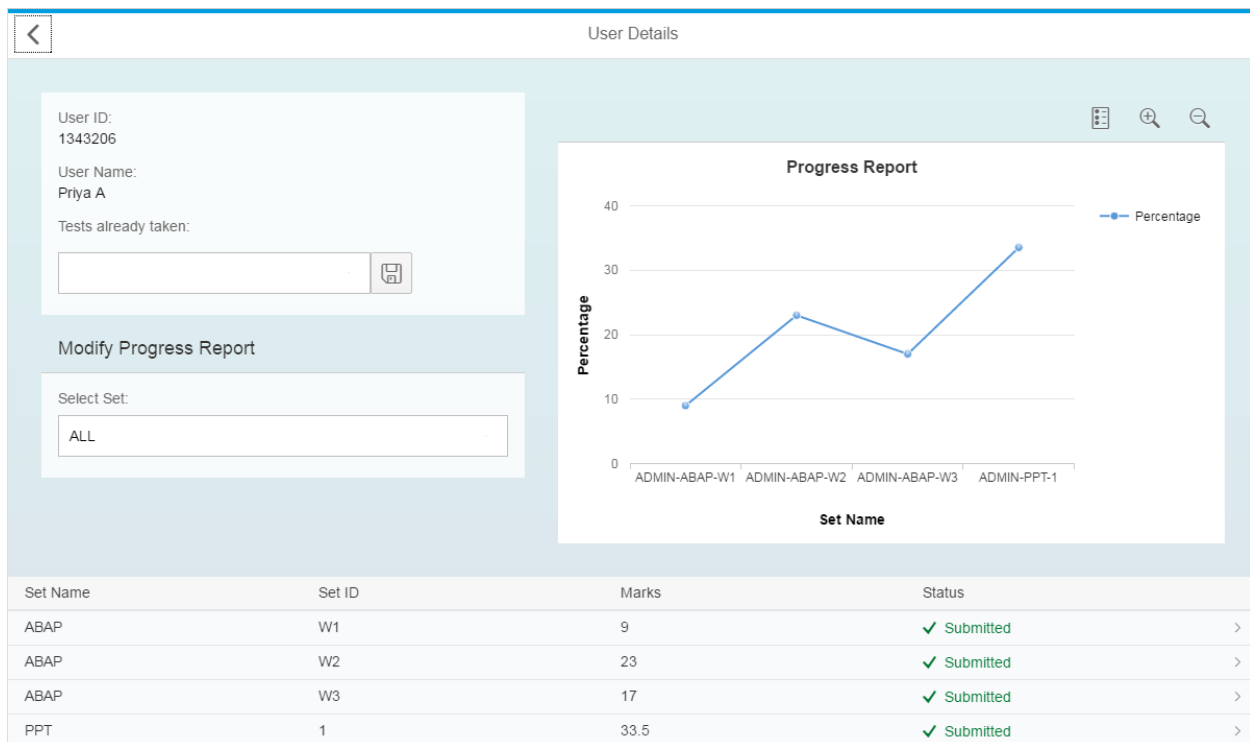 User Details
User ID:
1343206
User Name:
Priya A
Tests already taken:
Modify Progress Report
Select Set:
ALL
Progress Report
40
30
20
10
0
Percentage
Percentage
ADMIN-ABAP-W1 ADMIN-ABAP-W2 ADMIN-ABAP-W3 ADMIN-PPT-1
Set Name
Set Name Set ID Marks Status
ABAP W1 9 Submitted
ABAP W2 23 Submitted
ABAP W3 17 Submitted
PPT 1 33.5 Submitted